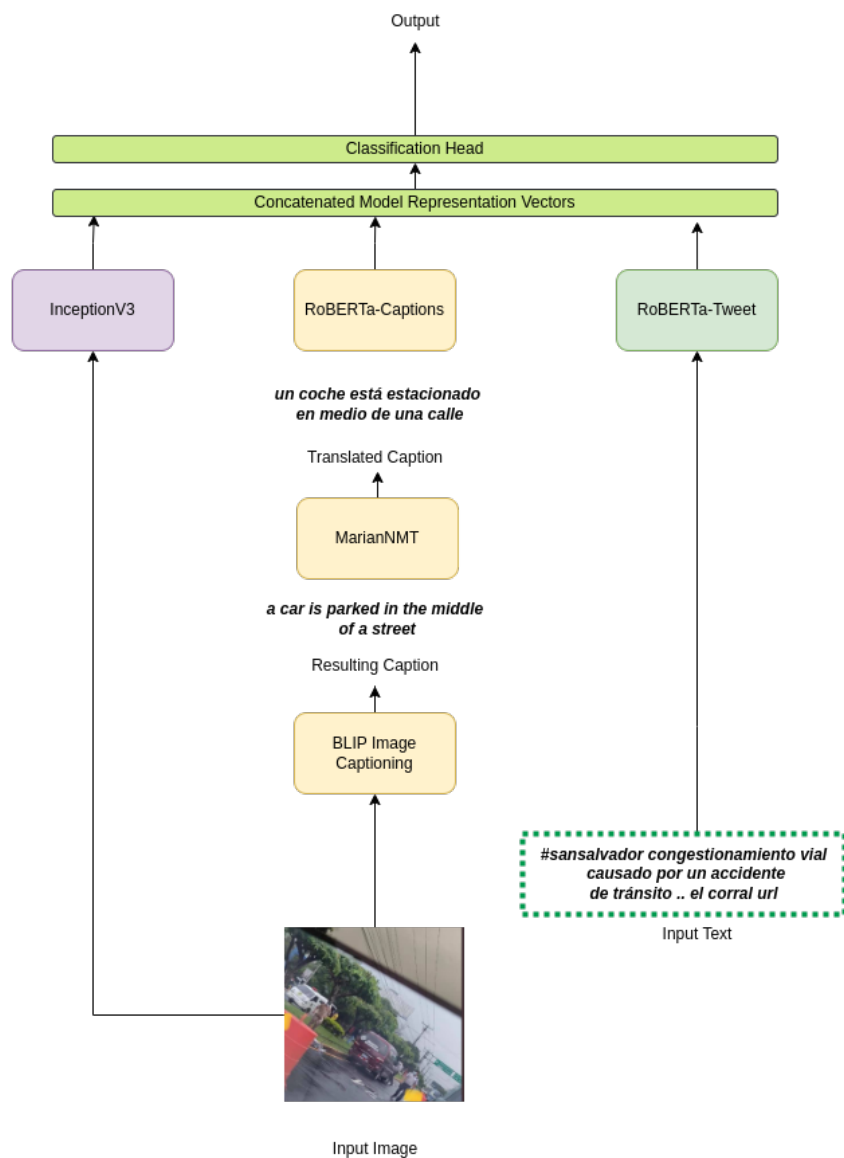 Output
Classification Head
Concatenated Model Representation Vectors
InceptionV3
RoBERTa-Captions
RoBERTa-Tweet
un coche está estacionado
en medio de una calle
Translated Caption
MarianNMT
a car is parked in the middle
of a street
Resulting Caption
BLIP Image
Captioning
#sansalvador congestionamiento vial
causado por un accidente
de tránsito .. el corral url
Input Text
Input Image